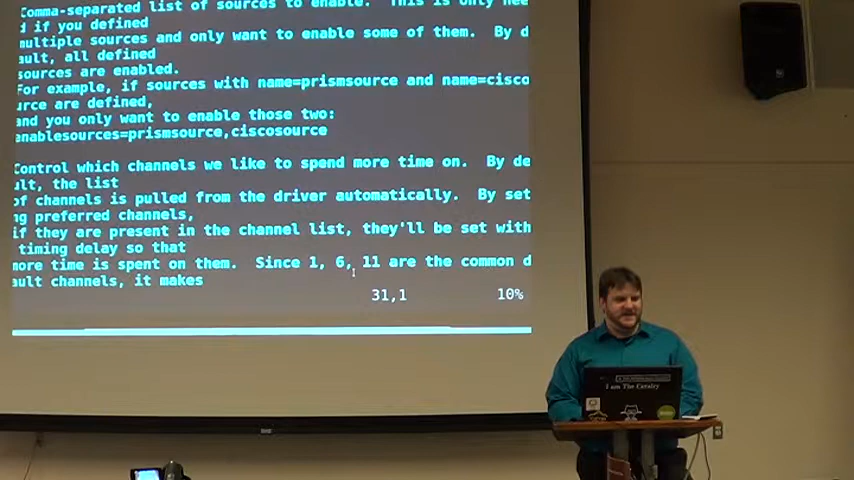 Comma-separated list of sources to enable. This is only nee
d if you defined
multiple sources and only want to enable some of them. By d
ault, all defined
sources are enabled.
For example, if sources with name=prismsource and name=cisco
urce are defined,
and you only want to enable those two:
enablesources=prismsource,ciscosource
Control which channels we like to spend more time on. By de
ult, the list
of channels is pulled from the driver automatically. By set
ng preferred channels,
if they are present in the channel list, they'll be set with
timing delay so that
more time is spent on them. Since 1, 6, 11 are the common d
ault channels, it makes
31,1 10%
I am The Cavalry